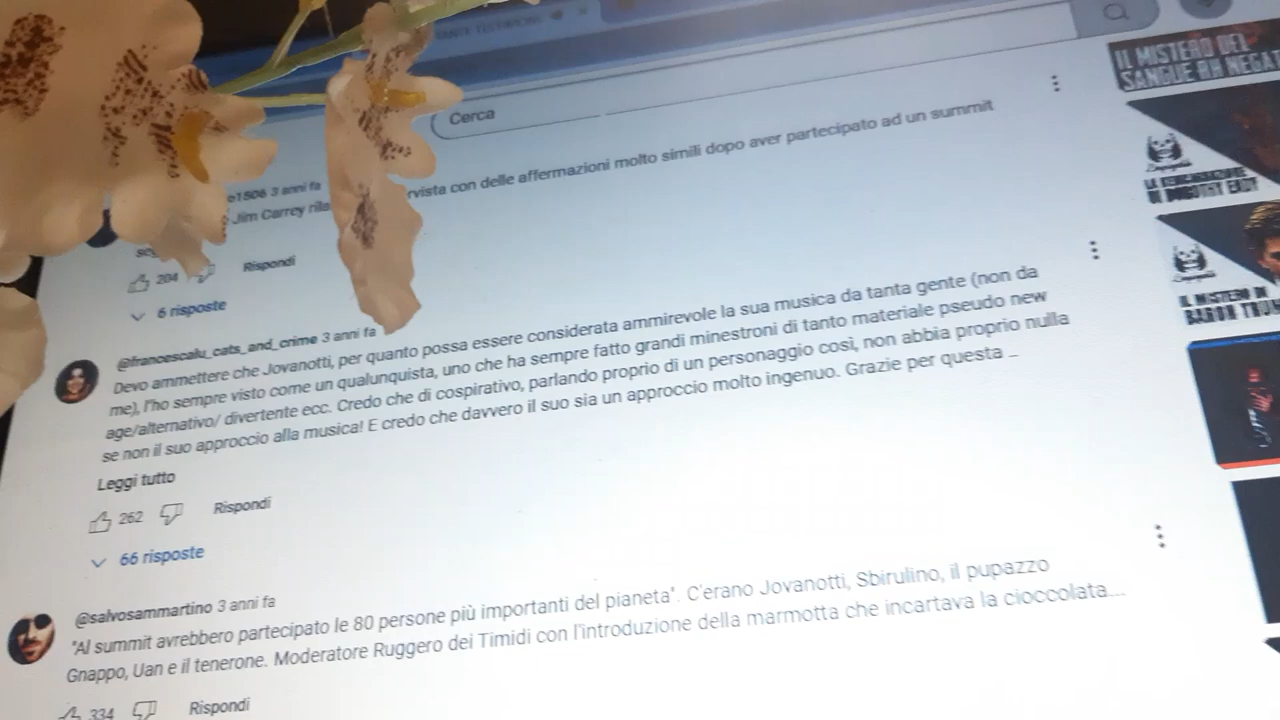 Cerca
IL MISTERO DEL
SANGUE RH NEGAT
3 anni fa
Jim Carrey
rvista con delle affermazioni molto simili dopo aver partecipato ad un summit
204
Rispondi
6 risposte
@francescalu_cats_and_crime 3 anni fa
Devo ammettere che Jovanotti, per quanto possa essere considerata ammirevole la sua musica da tanta gente (non da
me), l'ho sempre visto come un qualunquista, uno che ha sempre fatto grandi minestroni di tanto materiale pseudo new
age/alternativo/ divertente ecc. Credo che di cospirativo, parlando proprio di un personaggio così, non abbia proprio nulla
se non il suo approccio alla musica! E credo che davvero il suo sia un approccio molto ingenuo. Grazie per questa ...
Leggi tutto
262
Rispondi
66 risposte
@salvosammartino 3 anni fa
"Al summit avrebbero partecipato le 80 persone più importanti del pianeta". C'erano Jovanotti, Sbirulino, il pupazzo
Gnappo, Uan e il tenerone. Moderatore Ruggero dei Timidi con l'introduzione della marmotta che incartava la cioccolata....
334
Rispondi
IL MISTERO DI
BARON TRUM